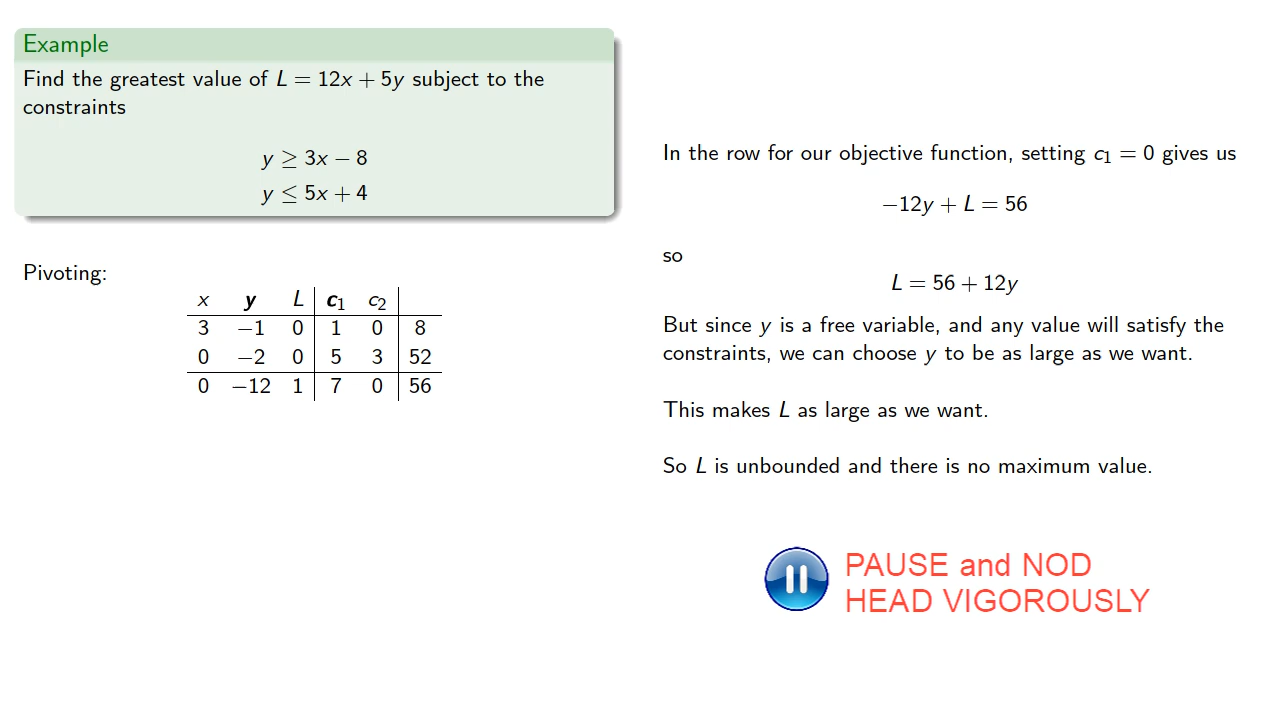 Example
Find the greatest value of L = 12x + 5y subject to the
constraints
y ≥ 3x − 8
y ≤ 5x + 4
Pivoting:
x y L c₁ c₂
3 −1 0 1 0 8
0 −2 0 5 3 52
0 −12 1 7 0 56
In the row for our objective function, setting c₁ = 0 gives us
−12y + L = 56
so
L = 56 + 12y
But since y is a free variable, and any value will satisfy the
constraints, we can choose y to be as large as we want.
This makes L as large as we want.
So L is unbounded and there is no maximum value.
PAUSE and NOD
HEAD VIGOROUSLY